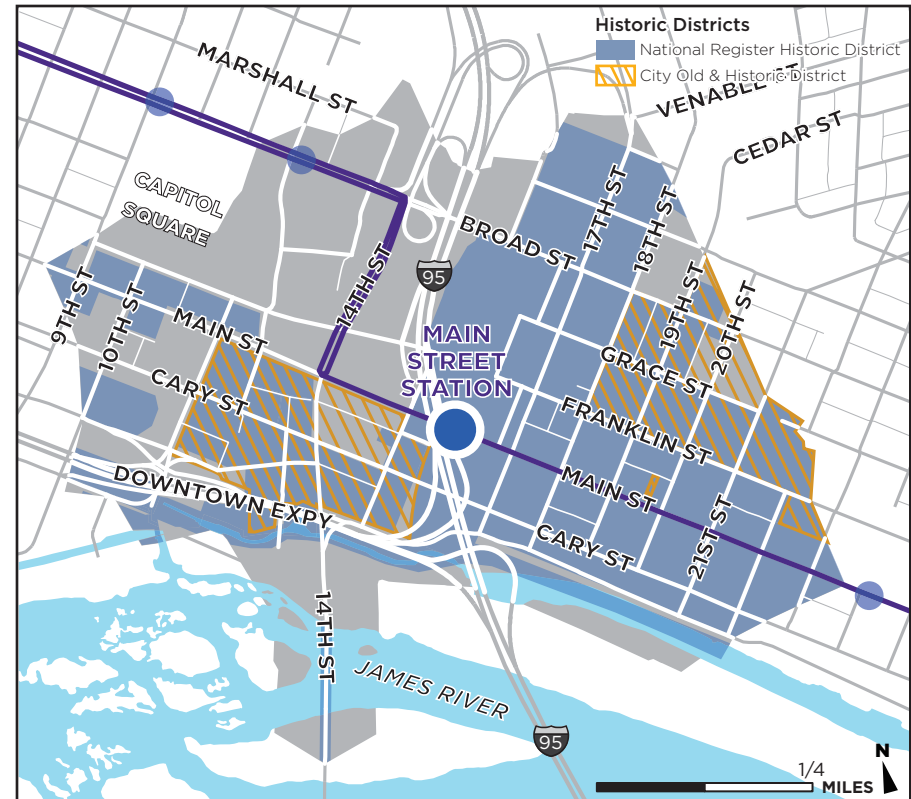 Historic Districts
National Register Historic District
City Old & Historic District
MARSHALL ST
VENABLE ST
CEDAR ST
CAPITOL
SQUARE
BROAD ST
17TH ST
18TH ST
14TH ST
95
9TH ST
10TH ST
MAIN ST
MAIN
STREET
STATION
19TH ST
20TH ST
GRACE ST
CARY ST
FRANKLIN ST
DOWNTOWN EXPY
MAIN ST
21ST ST
CARY ST
14TH ST
JAMES RIVER
95
N
1/4
MILES